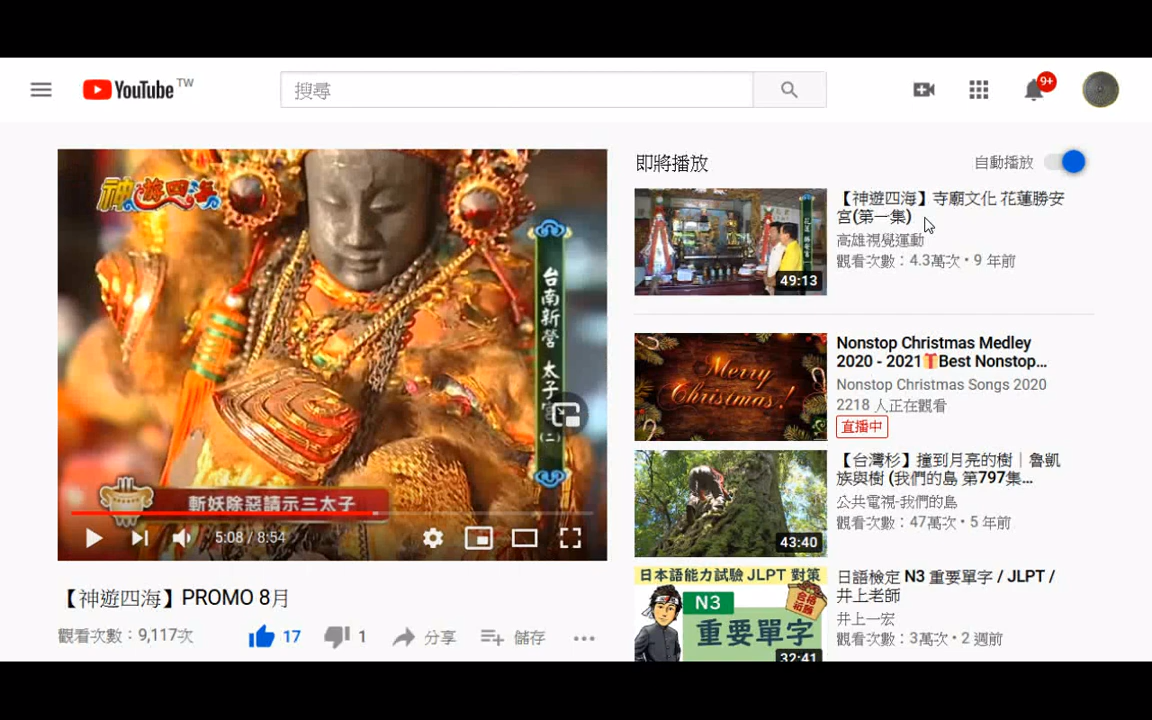 YouTube TW
搜尋
9+
神遊四海
台南新營 太子宮(二)
斬妖除惡請示三太子
5:08 / 8:54
【神遊四海】PROMO 8月
觀看次數：9,117次
17
1
分享
儲存
即將播放
自動播放
花蓮 勝安宮
49:13
【神遊四海】寺廟文化 花蓮勝安
宮(第一集)
高雄視覺運動
觀看次數：4.3萬次・9 年前
Merry
Christmas!
Nonstop Christmas Medley
2020 - 2021🎁Best Nonstop...
Nonstop Christmas Songs 2020
2218 人正在觀看
直播中
43:40
【台灣杉】撞到月亮的樹｜魯凱
族與樹 (我們的島 第797集...
公共電視-我們的島
觀看次數：47萬次・5 年前
日本語能力試驗 JLPT 對策
N3
合格祈願
重要單字
32:41
日語檢定 N3 重要單字 / JLPT /
井上老師
井上一宏
觀看次數：3萬次・2 週前